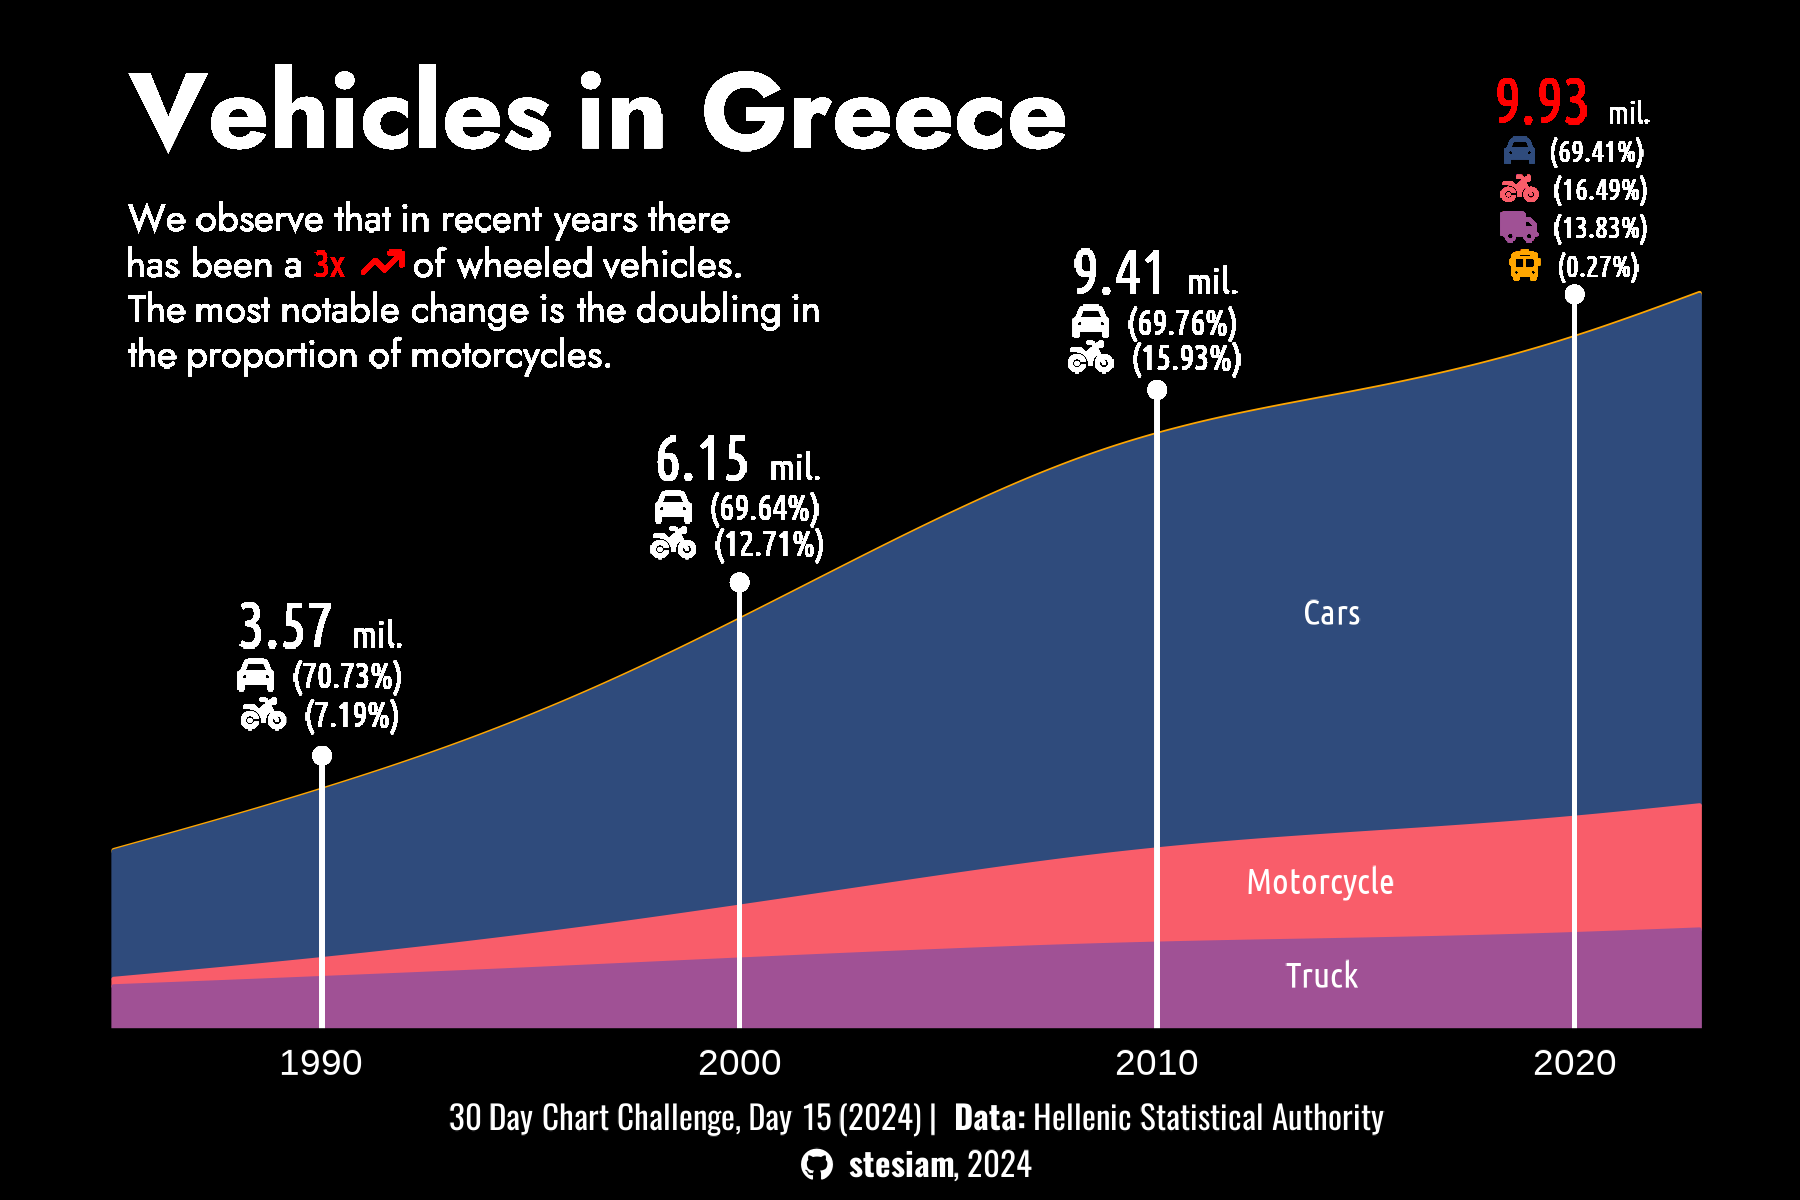 Vehicles in Greece
We observe that in recent years there
has been a 3x of wheeled vehicles.
The most notable change is the doubling in
the proportion of motorcycles.
9.93 mil.
(69.41%)
(16.49%)
(13.83%)
(0.27%)
9.41 mil.
(69.76%)
(15.93%)
6.15 mil.
(69.64%)
(12.71%)
3.57 mil.
(70.73%)
(7.19%)
Cars
Motorcycle
Truck
1990 2000 2010 2020
30 Day Chart Challenge, Day 15 (2024) | Data: Hellenic Statistical Authority
stesiam, 2024